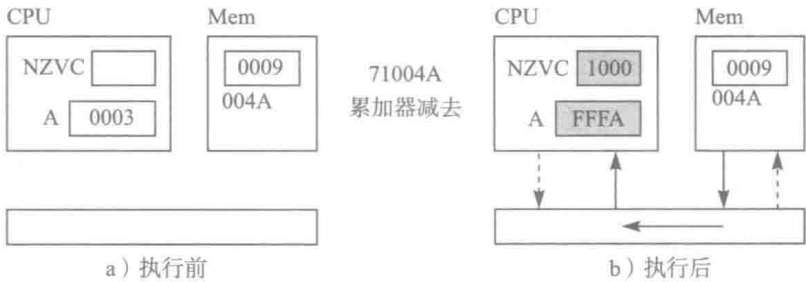 CPU
Mem
NZVC
A 0003
0009
004A
a）执行前
71004A
累加器减去
CPU
Mem
NZVC 1000
A FFFA
0009
004A
b）执行后